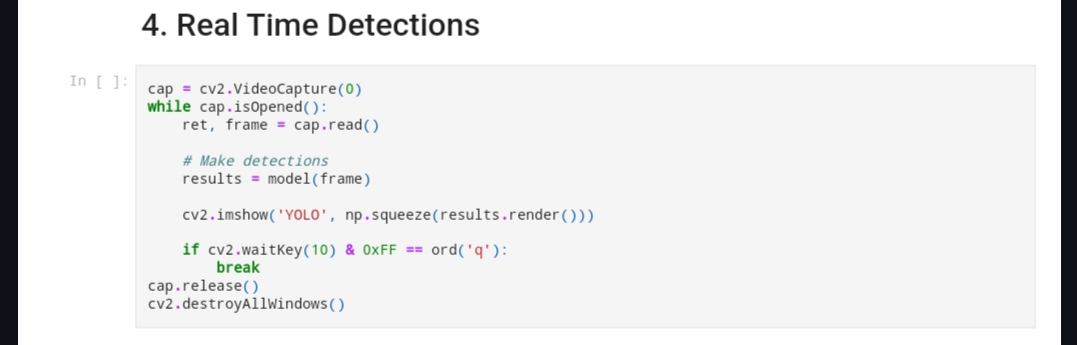 4. Real Time Detections
In [ ]:
cap = cv2.VideoCapture(0)
while cap.isOpened():
    ret, frame = cap.read()
    # Make detections
    results = model(frame)
    cv2.imshow('YOLO', np.squeeze(results.render()))
    if cv2.waitKey(10) & 0xFF == ord('q'):
        break
cap.release()
cv2.destroyAllWindows()